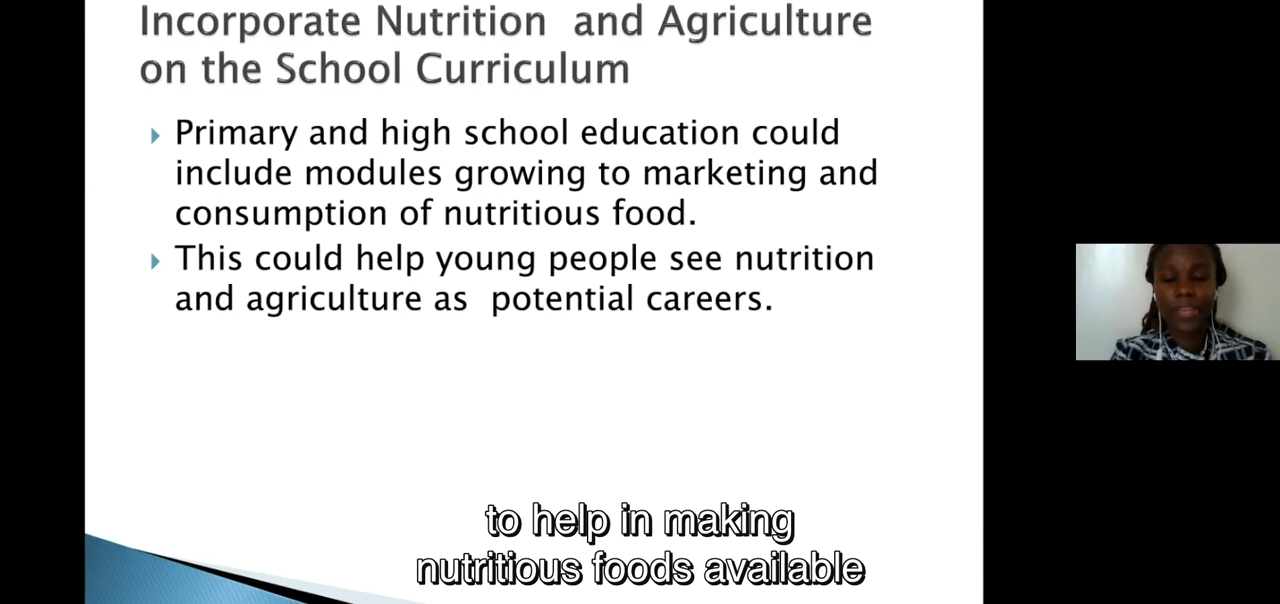 Incorporate Nutrition and Agriculture
on the School Curriculum
Primary and high school education could
include modules growing to marketing and
consumption of nutritious food.
This could help young people see nutrition
and agriculture as potential careers.
to help in making
nutritious foods available